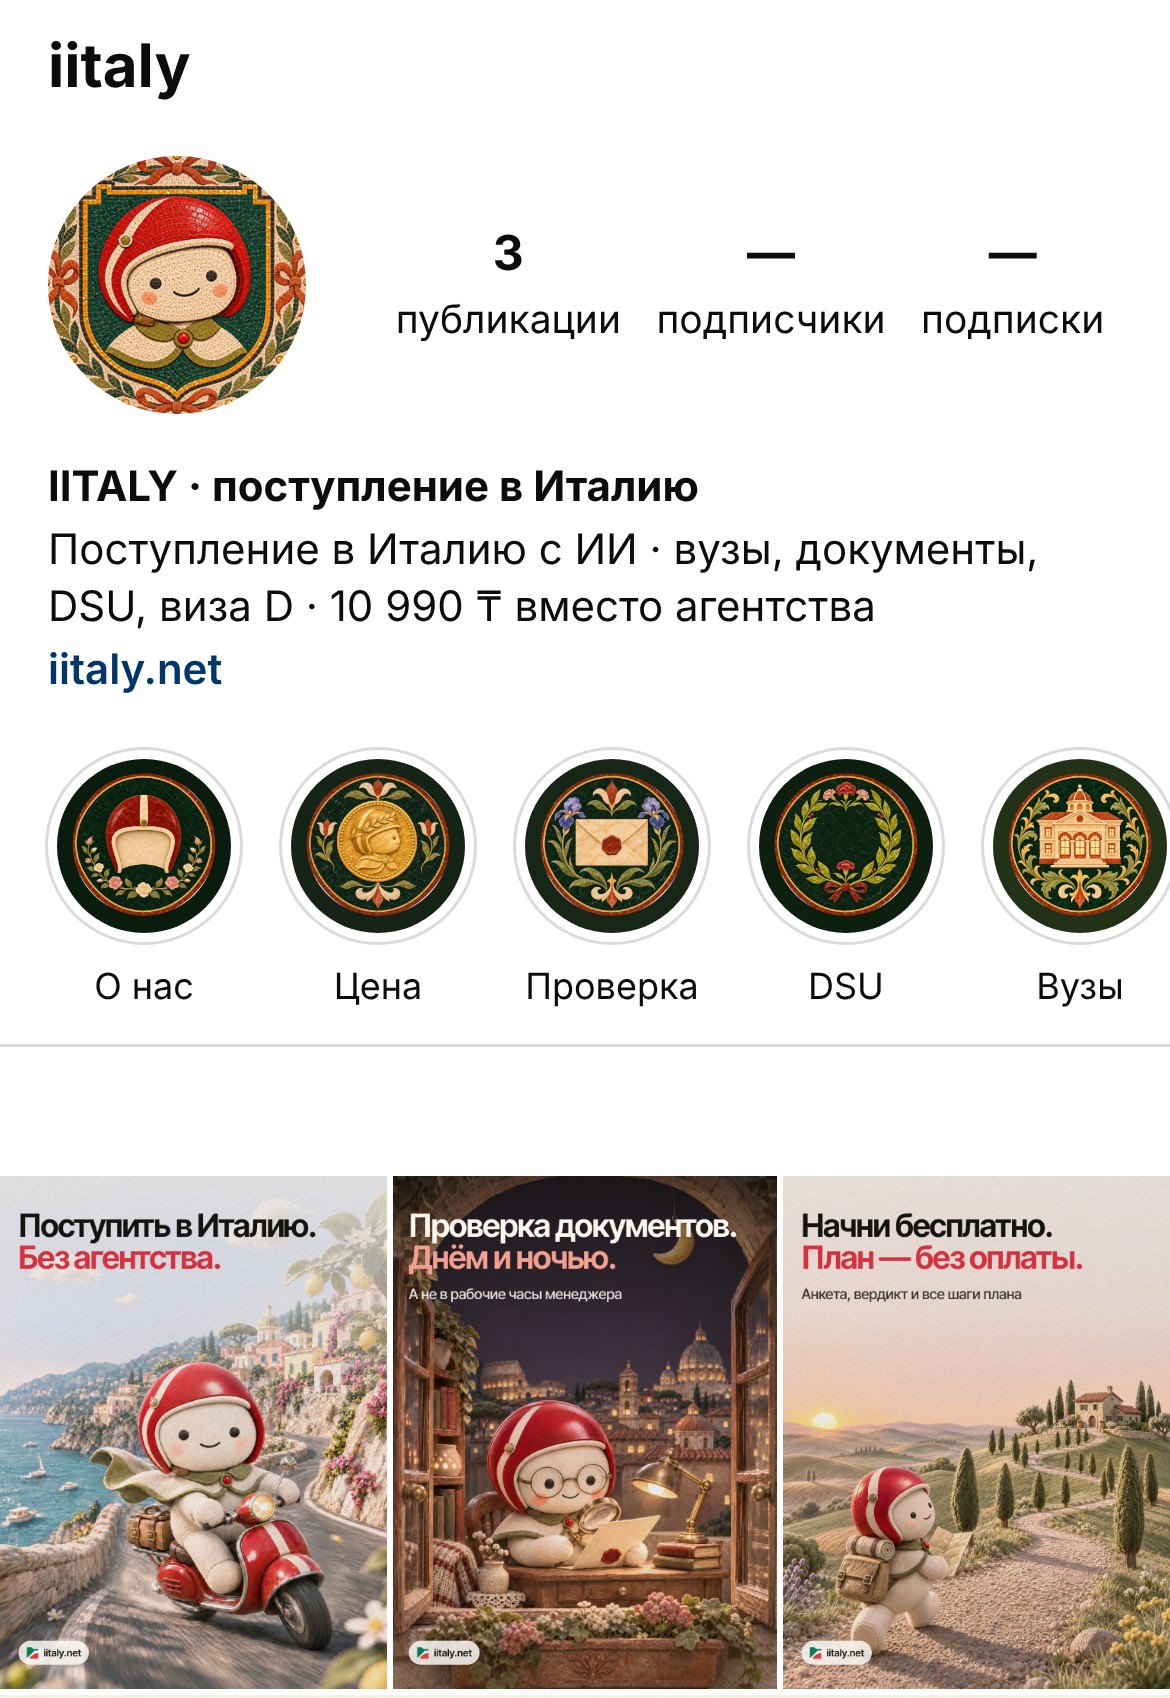 iitaly
3
—
—
публикации
подписчики
подписки
IITALY · поступление в Италию
Поступление в Италию с ИИ · вузы, документы,
DSU, виза D · 10 990 ₸ вместо агентства
iitaly.net
О нас
Цена
Проверка
DSU
Вузы
Поступить в Италию.
Без агентства.
iitaly.net
Проверка документов.
Днём и ночью.
А не в рабочие часы менеджера
iitaly.net
Начни бесплатно.
План — без оплаты.
Анкета, вердикт и все шаги плана
iitaly.net